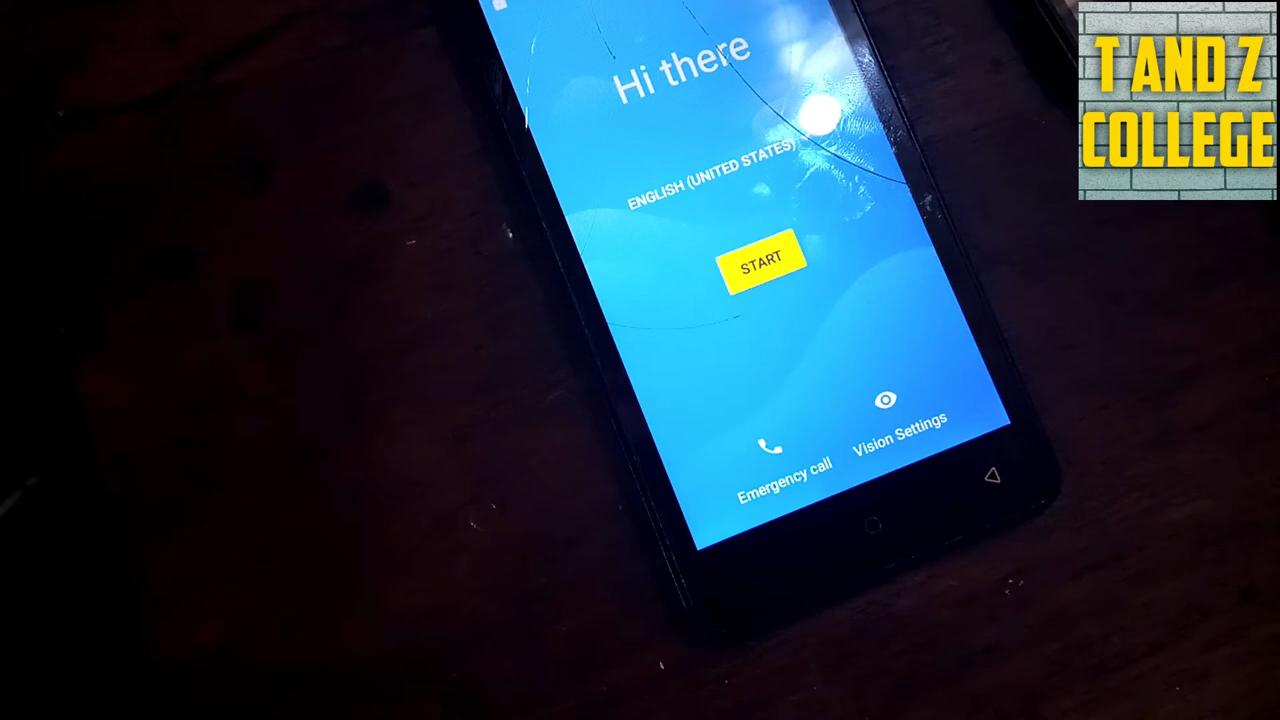 Hi there
ENGLISH (UNITED STATES)
START
Emergency call
Vision Settings
T AND Z
COLLEGE